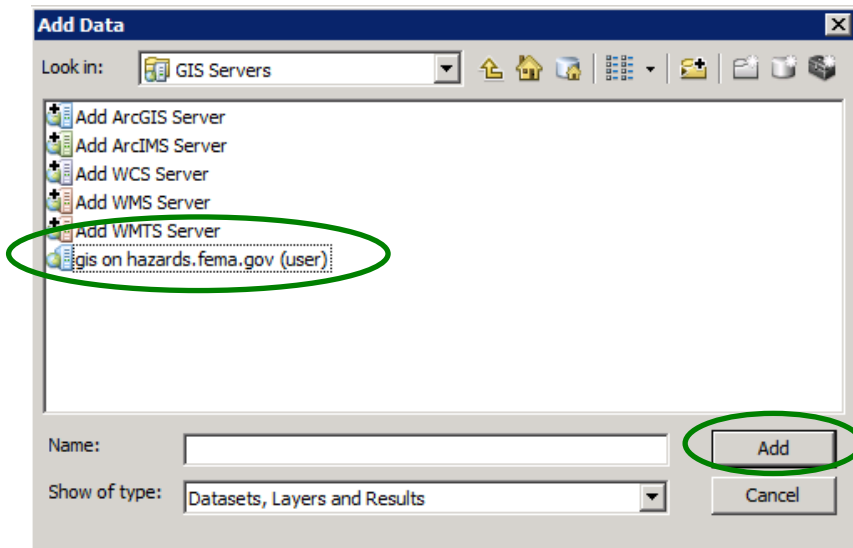 Add Data
Look in: GIS Servers
Add ArcGIS Server
Add ArcIMS Server
Add WCS Server
Add WMS Server
Add WMTS Server
gis on hazards.fema.gov (user)
Name: Add
Show of type: Datasets, Layers and Results Cancel